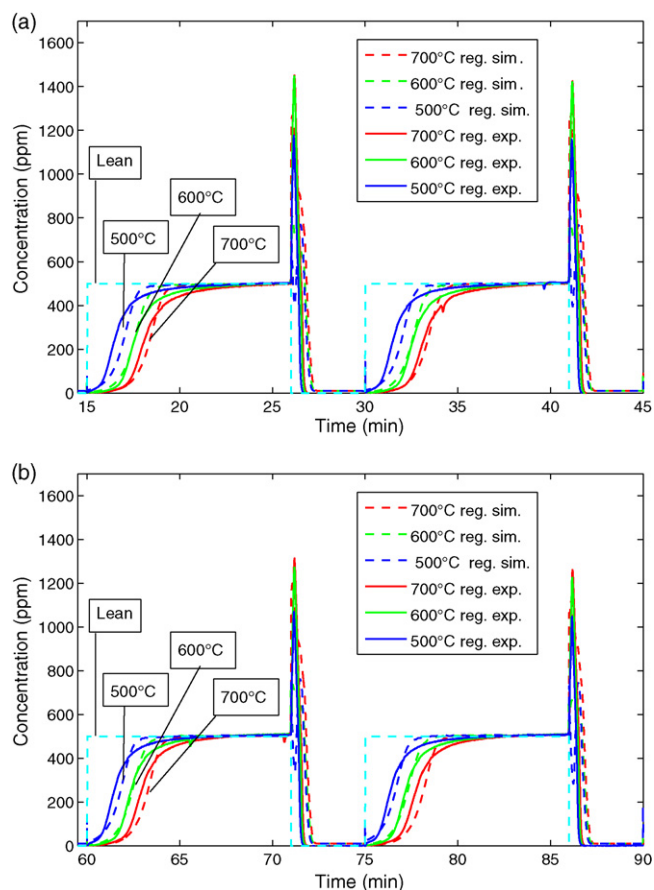 (a)
1600
1400
1200
1000
800
600
400
200
0
Concentration (ppm)
700°C reg. sim.
600°C reg. sim.
500°C reg. sim.
700°C reg. exp.
600°C reg. exp.
500°C reg. exp.
Lean
600°C
500°C
700°C
15 20 25 30 35 40 45
Time (min)
(b)
1600
1400
1200
1000
800
600
400
200
0
Concentration (ppm)
700°C reg. sim.
600°C reg. sim.
500°C reg. sim.
700°C reg. exp.
600°C reg. exp.
500°C reg. exp.
Lean
600°C
500°C
700°C
60 65 70 75 80 85 90
Time (min)